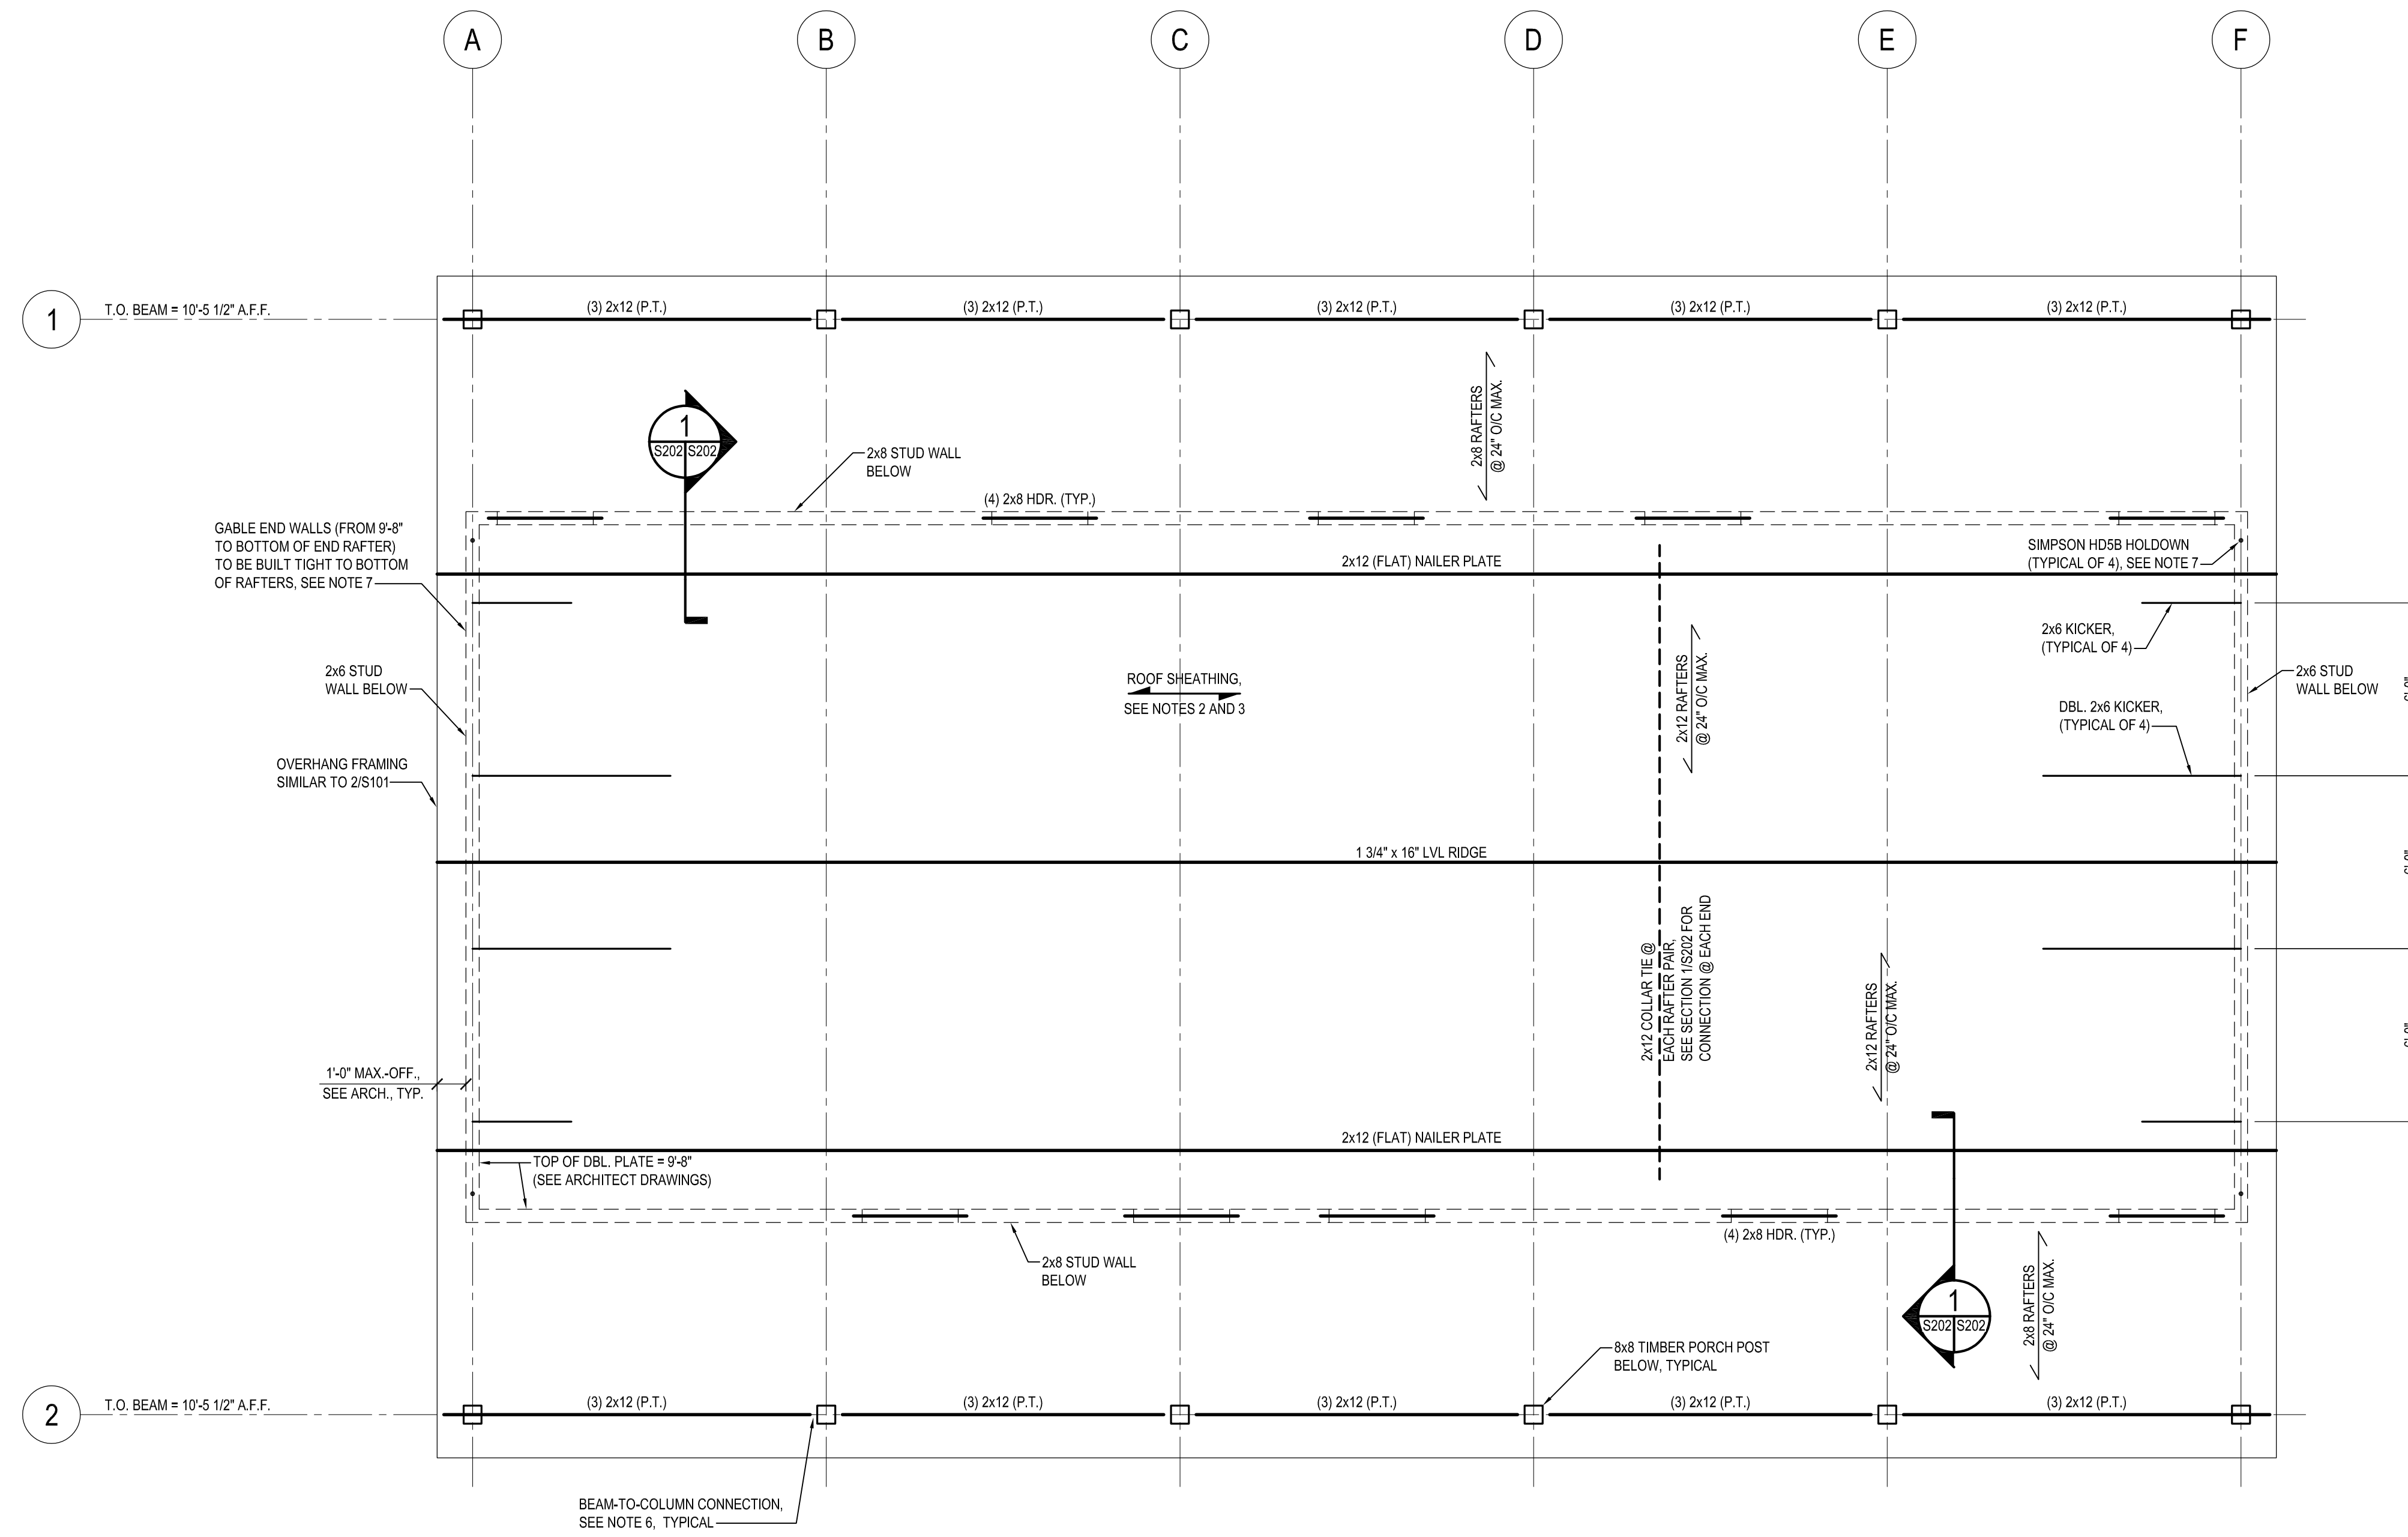 A
B
C
D
E
F
1
T.O. BEAM = 10'-5 1/2" A.F.F.
(3) 2x12 (P.T.)
(3) 2x12 (P.T.)
(3) 2x12 (P.T.)
(3) 2x12 (P.T.)
(3) 2x12 (P.T.)
2x8 RAFTERS
@ 24" O/C MAX.
1
S202 S202
2x8 STUD WALL
BELOW
(4) 2x8 HDR. (TYP.)
GABLE END WALLS (FROM 9'-8"
TO BOTTOM OF END RAFTER)
TO BE BUILT TIGHT TO BOTTOM
OF RAFTERS, SEE NOTE 7
SIMPSON HD5B HOLDOWN
(TYPICAL OF 4), SEE NOTE 7
2x12 (FLAT) NAILER PLATE
2x6 KICKER,
(TYPICAL OF 4)
2x6 STUD
WALL BELOW
ROOF SHEATHING,
SEE NOTES 2 AND 3
2x12 RAFTERS
@ 24" O/C MAX.
2x6 STUD
WALL BELOW
DBL. 2x6 KICKER,
(TYPICAL OF 4)
OVERHANG FRAMING
SIMILAR TO 2/S101
1 3/4" x 16" LVL RIDGE
2x12 COLLAR TIE @
EACH RAFTER PAIR,
SEE SECTION 1/S202 FOR
CONNECTION @ EACH END
2x12 RAFTERS
@ 24" O/C MAX.
1'-0" MAX.-OFF.,
SEE ARCH., TYP.
2x12 (FLAT) NAILER PLATE
TOP OF DBL. PLATE = 9'-8"
(SEE ARCHITECT DRAWINGS)
(4) 2x8 HDR. (TYP.)
2x8 STUD WALL
BELOW
1
S202 S202
2x8 RAFTERS
@ 24" O/C MAX.
8x8 TIMBER PORCH POST
BELOW, TYPICAL
2
T.O. BEAM = 10'-5 1/2" A.F.F.
(3) 2x12 (P.T.)
(3) 2x12 (P.T.)
(3) 2x12 (P.T.)
(3) 2x12 (P.T.)
(3) 2x12 (P.T.)
BEAM-TO-COLUMN CONNECTION,
SEE NOTE 6, TYPICAL